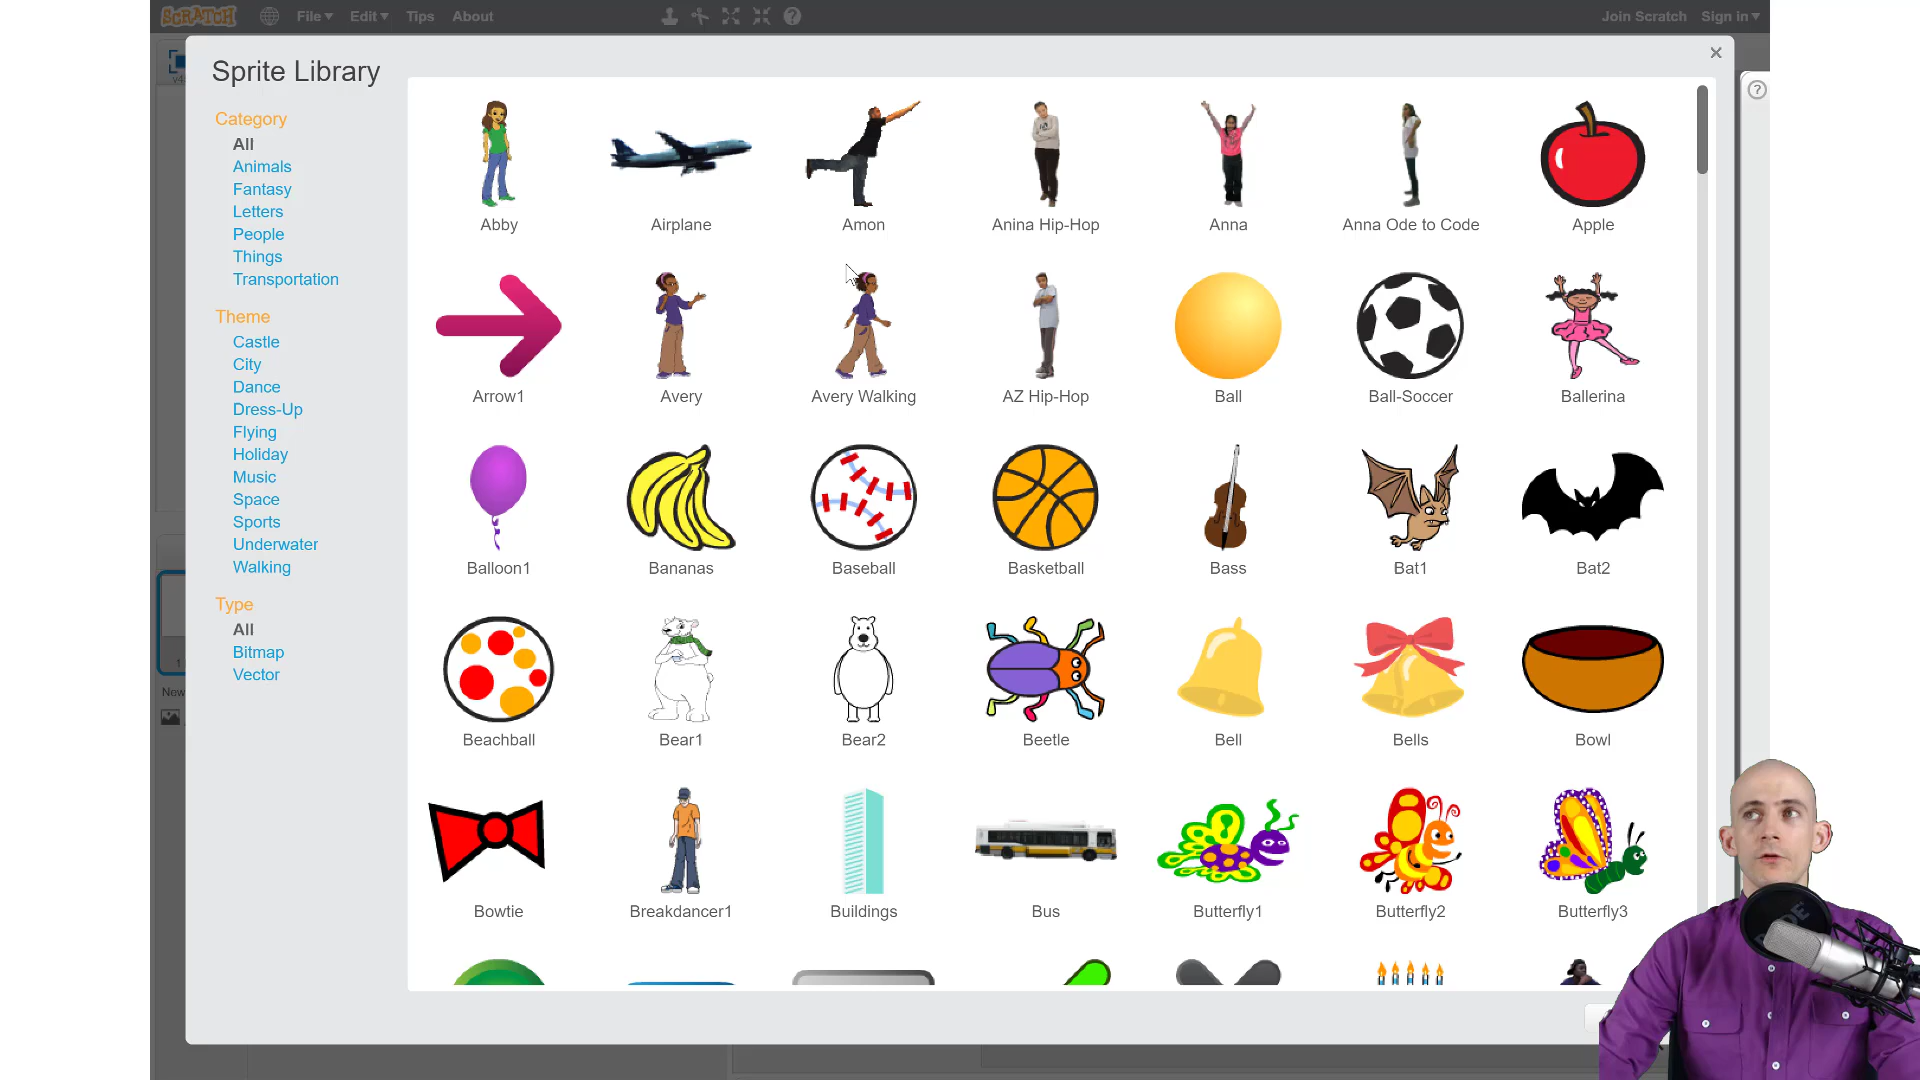 SCRATCH File Edit Tips About Join Scratch Sign in
Sprite Library
Category
All
Animals
Fantasy
Letters
People
Things
Transportation
Theme
Castle
City
Dance
Dress-Up
Flying
Holiday
Music
Space
Sports
Underwater
Walking
Type
All
Bitmap
Vector
New
Abby Airplane Amon Anina Hip-Hop Anna Anna Ode to Code Apple
Arrow1 Avery Avery Walking AZ Hip-Hop Ball Ball-Soccer Ballerina
Balloon1 Bananas Baseball Basketball Bass Bat1 Bat2
Beachball Bear1 Bear2 Beetle Bell Bells Bowl
Bowtie Breakdancer1 Buildings Bus Butterfly1 Butterfly2 Butterfly3